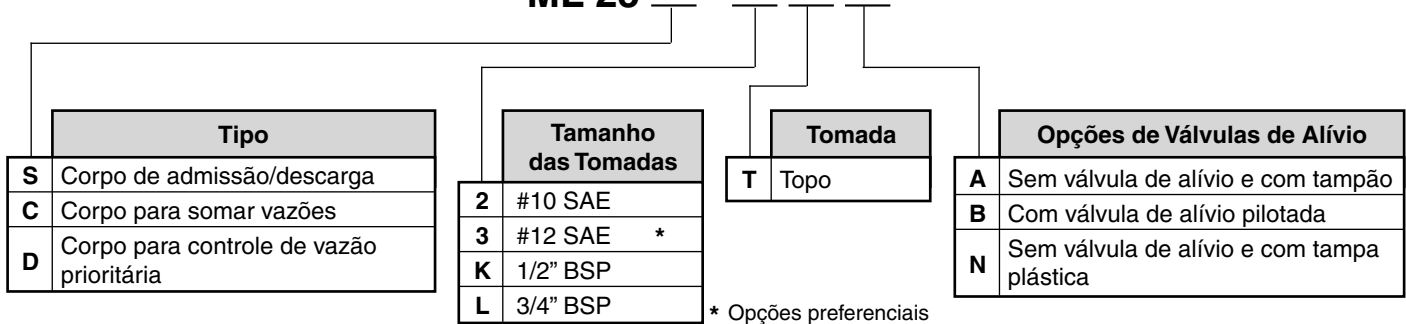 Tipo
S Corpo de admissão/descarga
C Corpo para somar vazões
D Corpo para controle de vazão
prioritária
Tamanho
das Tomadas
2 #10 SAE
3 #12 SAE *
K 1/2” BSP
L 3/4” BSP
* Opções preferenciais
Tomada
T Topo
Opções de Válvulas de Alívio
A Sem válvula de alívio e com tampão
B Com válvula de alívio pilotada
N Sem válvula de alívio e com tampa
plástica